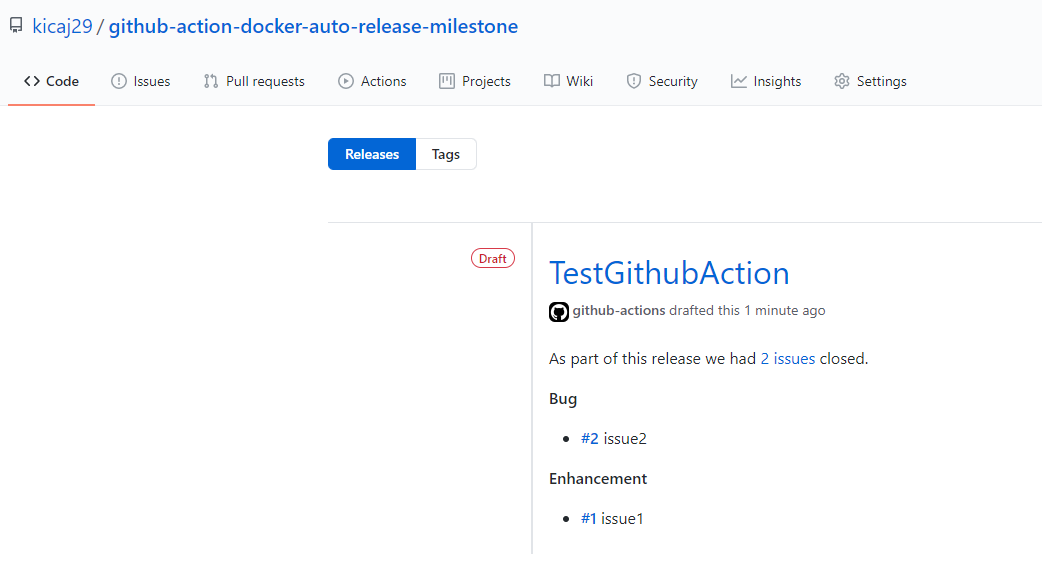 kicaj29 / github-action-docker-auto-release-milestone
Code Issues Pull requests Actions Projects Wiki Security Insights Settings
Releases Tags
Draft
TestGithubAction
github-actions drafted this 1 minute ago
As part of this release we had 2 issues closed.
Bug
• #2 issue2
Enhancement
• #1 issue1